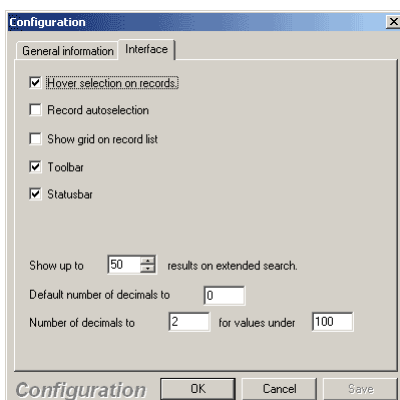 Configuration
General information Interface
Hover selection on records.
Record autoselection
Show grid on record list
Toolbar
Statusbar
Show up to 50 results on extended search.
Default number of decimals to 0
Number of decimals to 2 for values under 100
Configuration OK Cancel Save